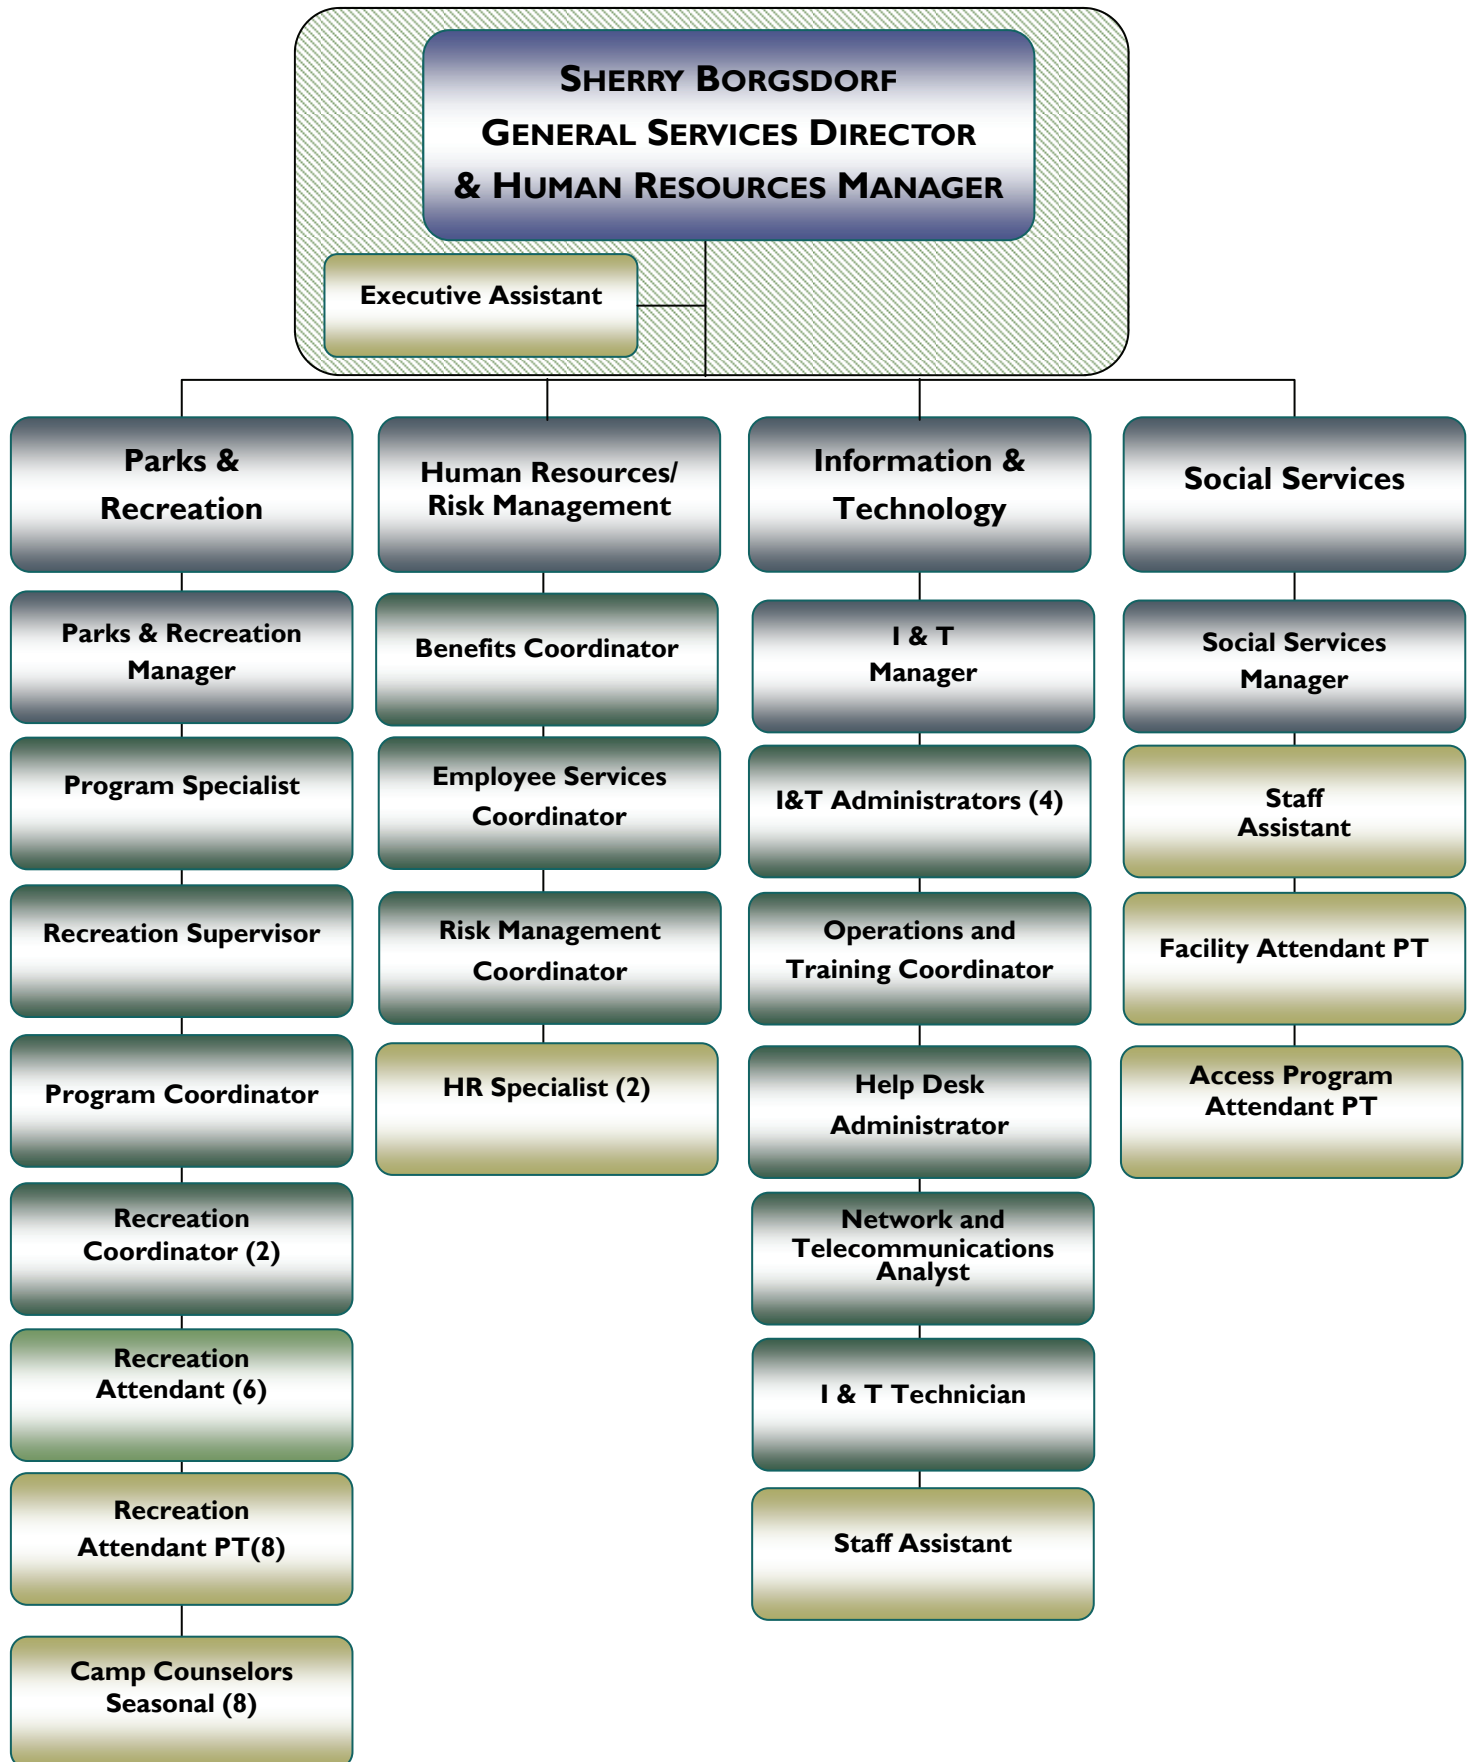 SHERRY BORGSDORF
GENERAL SERVICES DIRECTOR
& HUMAN RESOURCES MANAGER
Executive Assistant
Parks &
Recreation
Parks & Recreation
Manager
Program Specialist
Recreation Supervisor
Program Coordinator
Recreation
Coordinator (2)
Recreation
Attendant (6)
Recreation
Attendant PT(8)
Camp Counselors
Seasonal (8)
Human Resources/
Risk Management
Benefits Coordinator
Employee Services
Coordinator
Risk Management
Coordinator
HR Specialist (2)
Information &
Technology
I & T
Manager
I&T Administrators (4)
Operations and
Training Coordinator
Help Desk
Administrator
Network and
Telecommunications
Analyst
I & T Technician
Staff Assistant
Social Services
Social Services
Manager
Staff
Assistant
Facility Attendant PT
Access Program
Attendant PT